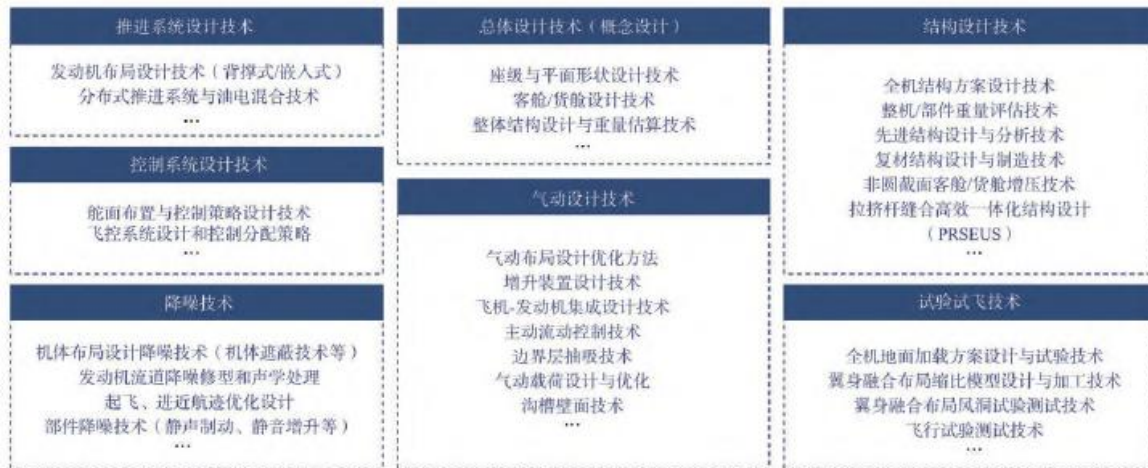 推进系统设计技术
发动机布局设计技术（背撑式/嵌入式）
分布式推进系统与油电混合技术
…
控制系统设计技术
舵面布置与控制策略设计技术
飞控系统设计和控制分配策略
…
降噪技术
机体布局设计降噪技术（机体遮蔽技术等）
发动机流道降噪修型和声学处理
起飞、进近航迹优化设计
部件降噪技术（静声制动、静音增升等）
…
总体设计技术（概念设计）
座级与平面形状设计技术
客舱/货舱设计技术
整体结构设计与重量估算技术
…
气动设计技术
气动布局设计优化方法
增升装置设计技术
飞机-发动机集成设计技术
主动流动控制技术
边界层抽吸技术
气动载荷设计与优化
沟槽壁面技术
…
结构设计技术
全机结构方案设计技术
整机/部件重量评估技术
先进结构设计与分析技术
复材结构设计与制造技术
非圆截面客舱/货舱增压技术
拉挤杆缝合高效一体化结构设计
（PRSEUS）
…
试验试飞技术
全机地面加载方案设计与试验技术
翼身融合布局缩比模型设计与加工技术
翼身融合布局风洞试验测试技术
飞行试验测试技术
…